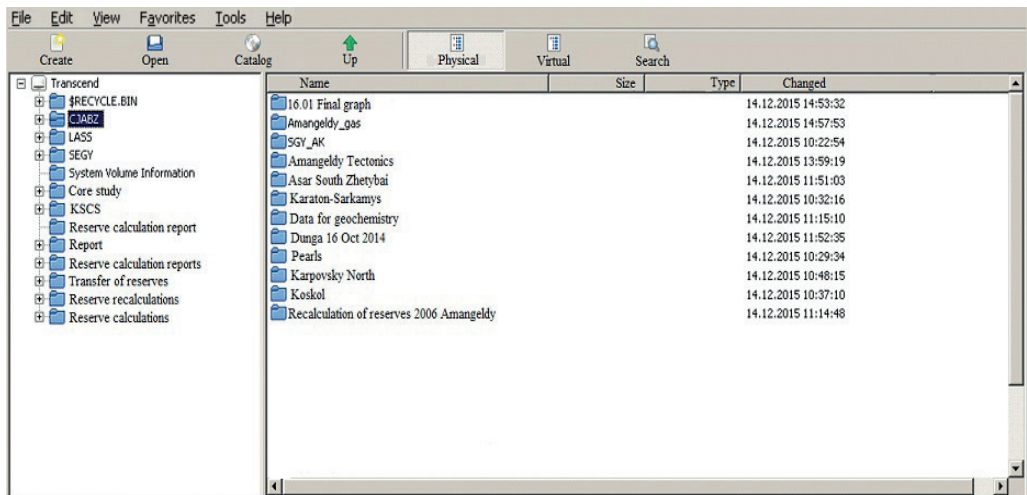 File Edit View Favorites Tools Help
Create Open Catalog Up Physical Virtual Search
Transcend
$RECYCLE.BIN
CJABZ
LASS
SEGY
System Volume Information
Core study
KSCS
Reserve calculation report
Report
Reserve calculation reports
Transfer of reserves
Reserve recalculations
Reserve calculations
Name Size Type Changed
16.01 Final graph 14.12.2015 14:53:32
Amangeldy_gas 14.12.2015 14:57:53
SGY_AK 14.12.2015 10:22:54
Amangeldy Tectonics 14.12.2015 13:59:19
Asar South Zhetybai 14.12.2015 11:51:03
Karaton-Sarkamys 14.12.2015 10:32:16
Data for geochemistry 14.12.2015 11:15:10
Dunga 16 Oct 2014 14.12.2015 11:52:35
Pearls 14.12.2015 10:29:34
Karpovsky North 14.12.2015 10:48:15
Koskol 14.12.2015 10:37:10
Recalculation of reserves 2006 Amangeldy 14.12.2015 11:14:48